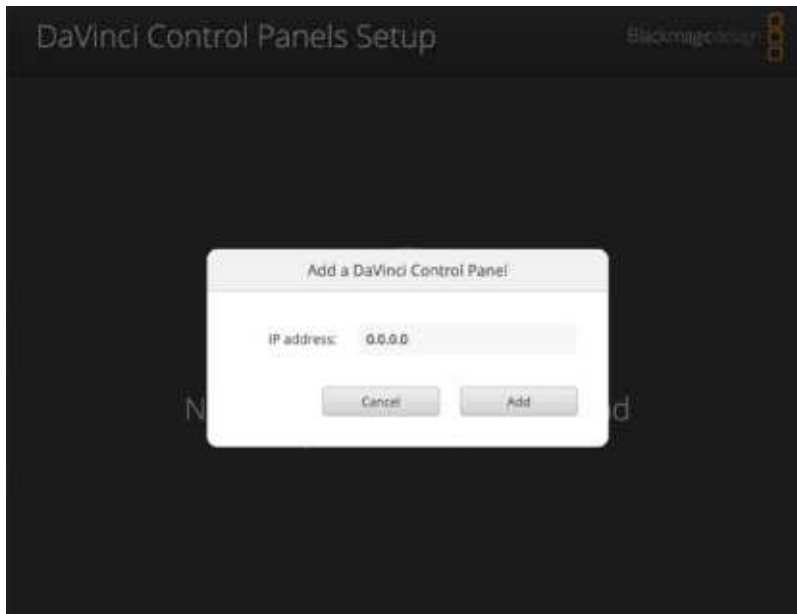 DaVinci Control Panels Setup
Blackmagicdesign
Add a DaVinci Control Panel
IP address: 0.0.0.0
Cancel Add